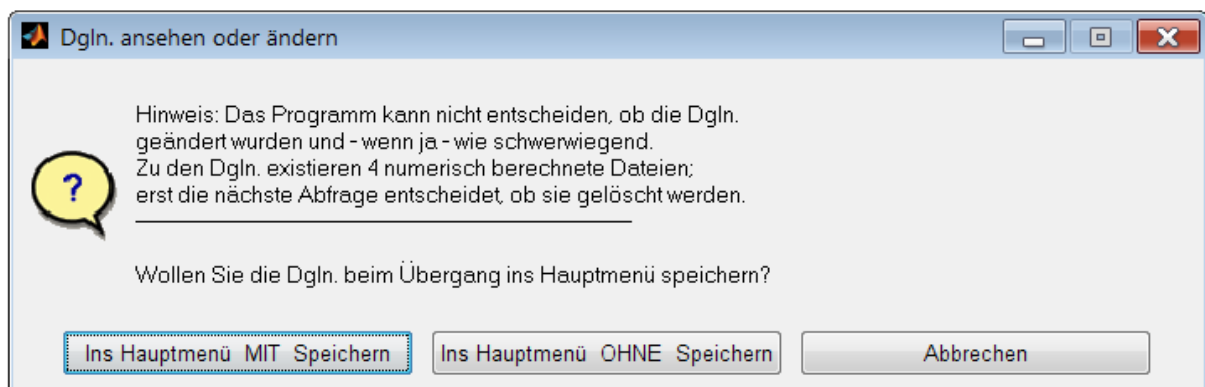 Dgln. ansehen oder ändern
Hinweis: Das Programm kann nicht entscheiden, ob die Dgln.
geändert wurden und - wenn ja - wie schwerwiegend.
Zu den Dgln. existieren 4 numerisch berechnete Dateien;
erst die nächste Abfrage entscheidet, ob sie gelöscht werden.
?
Wollen Sie die Dgln. beim Übergang ins Hauptmenü speichern?
Ins Hauptmenü MIT Speichern
Ins Hauptmenü OHNE Speichern
Abbrechen